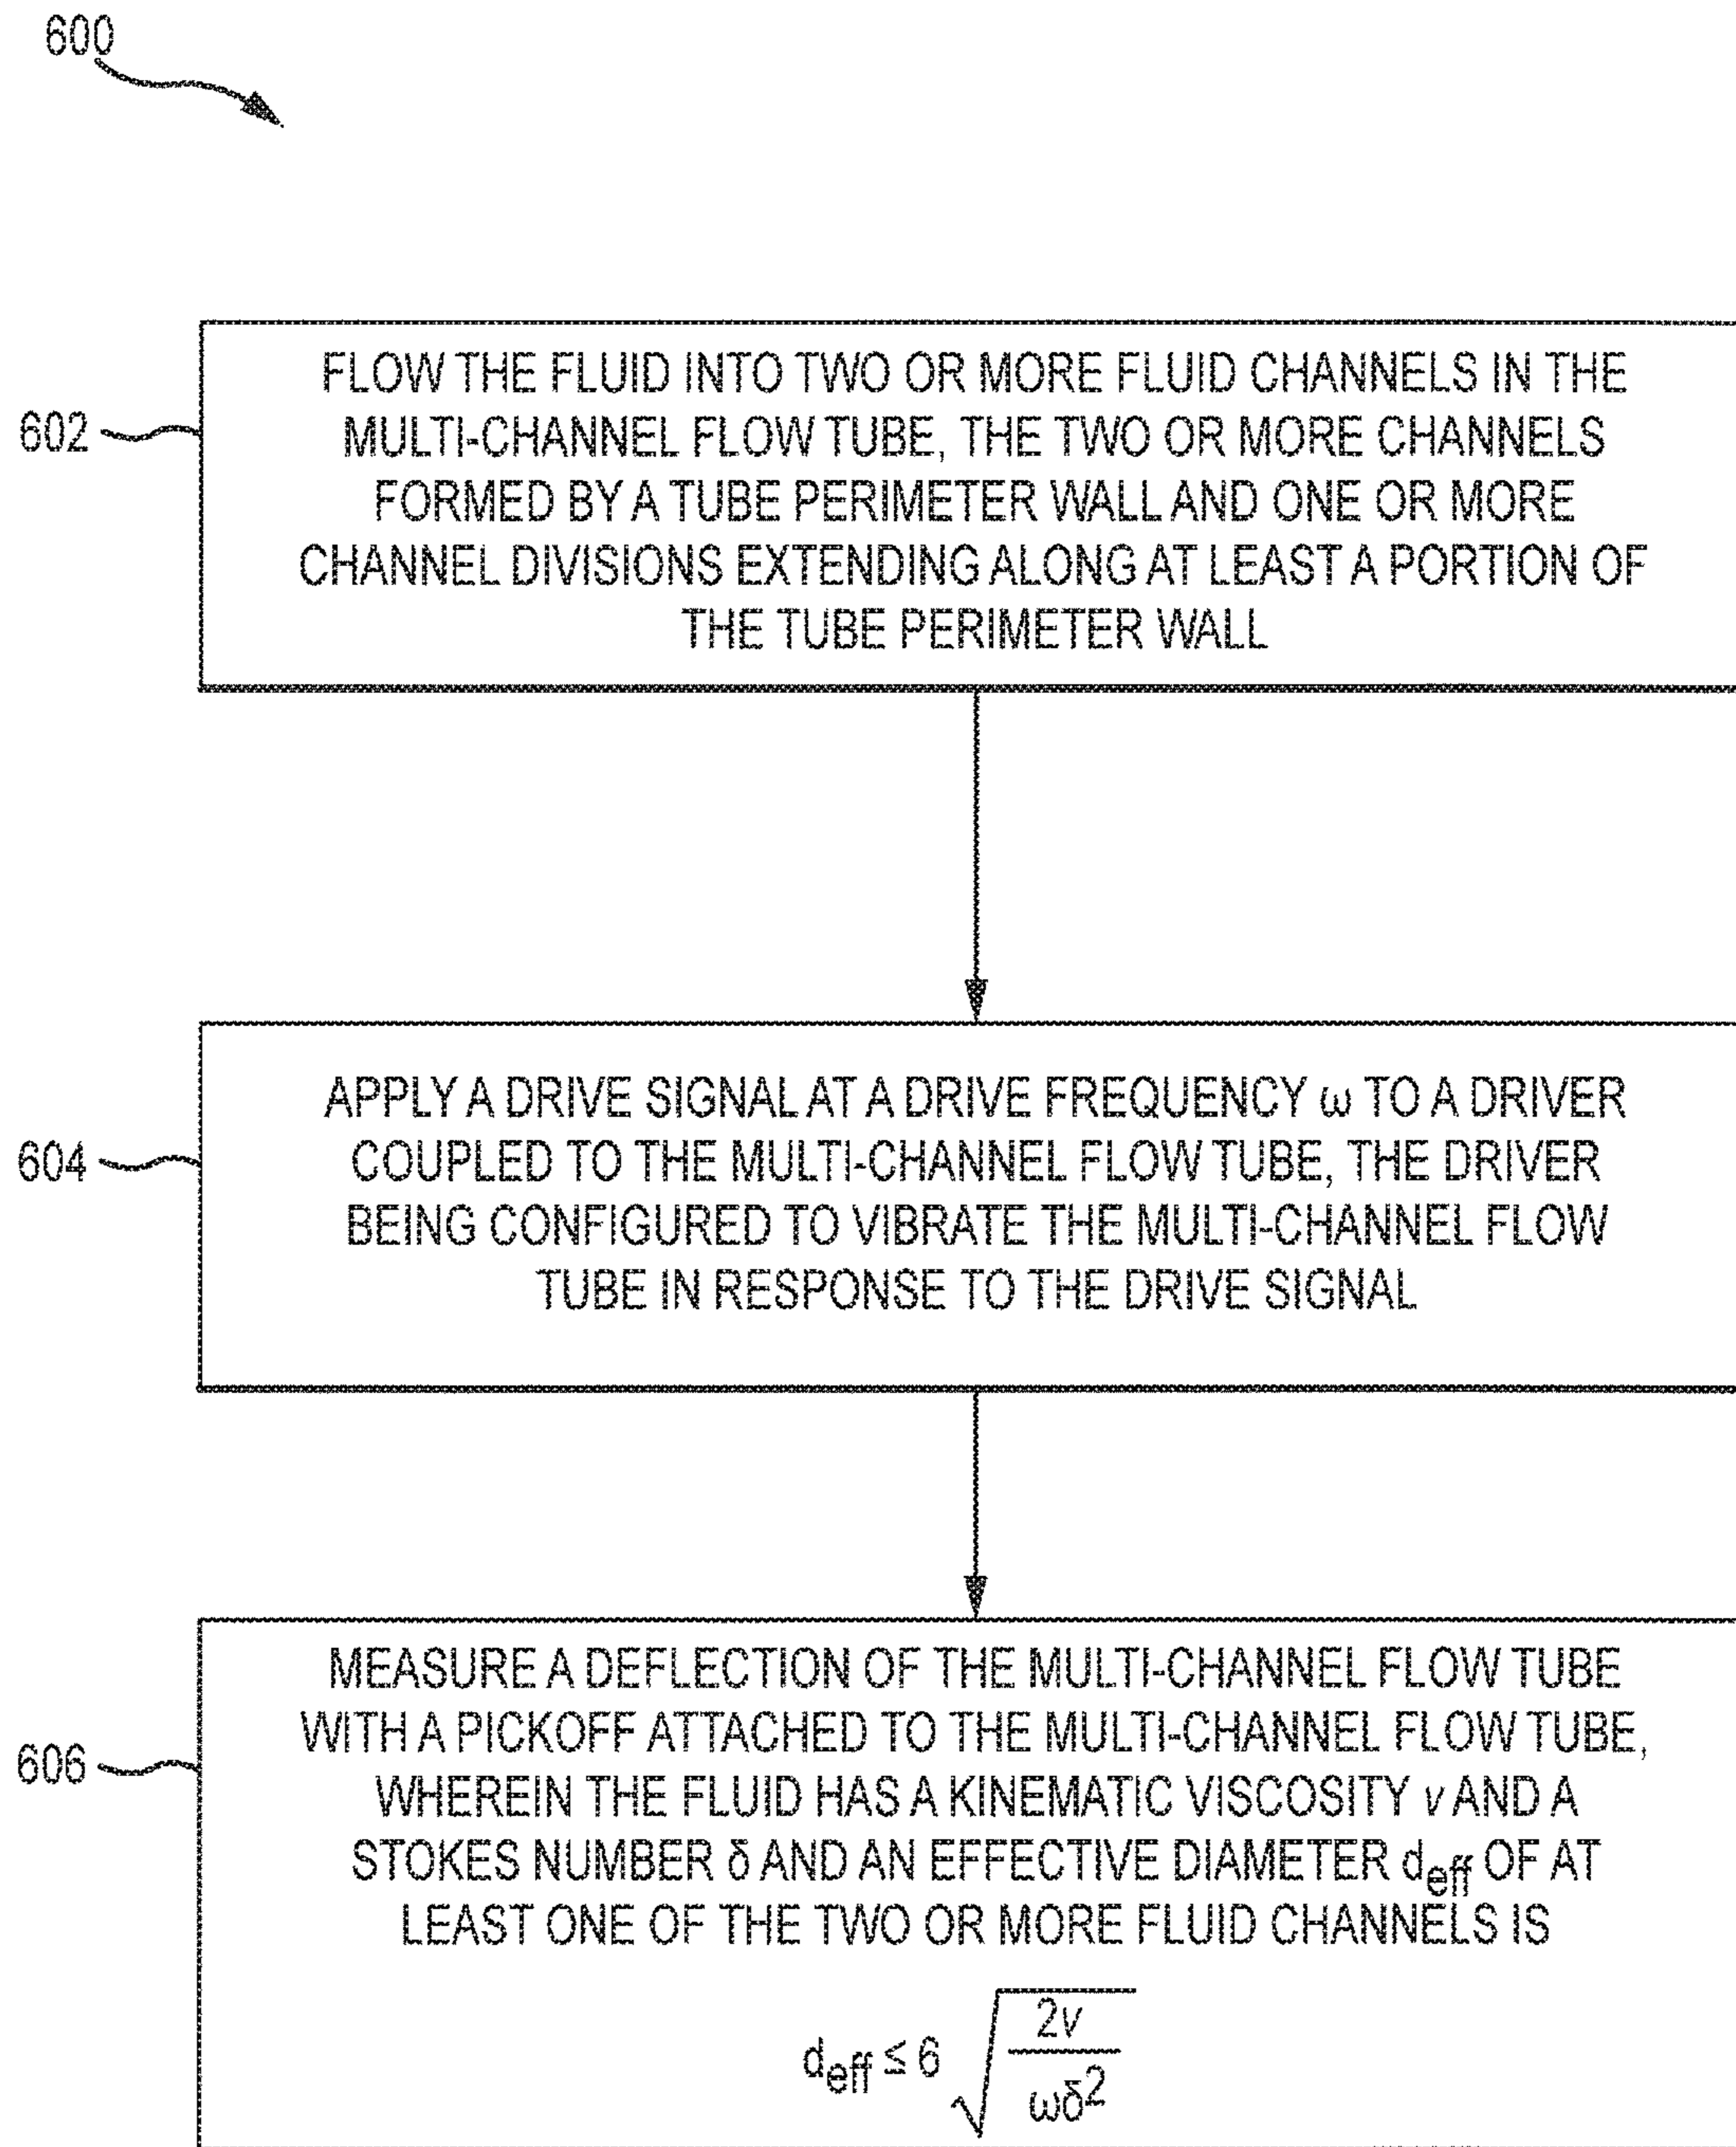 600
602
FLOW THE FLUID INTO TWO OR MORE FLUID CHANNELS IN THE
MULTI-CHANNEL FLOW TUBE, THE TWO OR MORE CHANNELS
FORMED BY A TUBE PERIMETER WALL AND ONE OR MORE
CHANNEL DIVISIONS EXTENDING ALONG AT LEAST A PORTION OF
THE TUBE PERIMETER WALL
604
APPLY A DRIVE SIGNAL AT A DRIVE FREQUENCY ω TO A DRIVER
COUPLED TO THE MULTI-CHANNEL FLOW TUBE, THE DRIVER
BEING CONFIGURED TO VIBRATE THE MULTI-CHANNEL FLOW
TUBE IN RESPONSE TO THE DRIVE SIGNAL
606
MEASURE A DEFLECTION OF THE MULTI-CHANNEL FLOW TUBE
WITH A PICKOFF ATTACHED TO THE MULTI-CHANNEL FLOW TUBE,
WHEREIN THE FLUID HAS A KINEMATIC VISCOSITY ν AND A
STOKES NUMBER δ AND AN EFFECTIVE DIAMETER d_eff OF AT
LEAST ONE OF THE TWO OR MORE FLUID CHANNELS IS
d_eff ≤ 6 √(2ν / ωδ²)